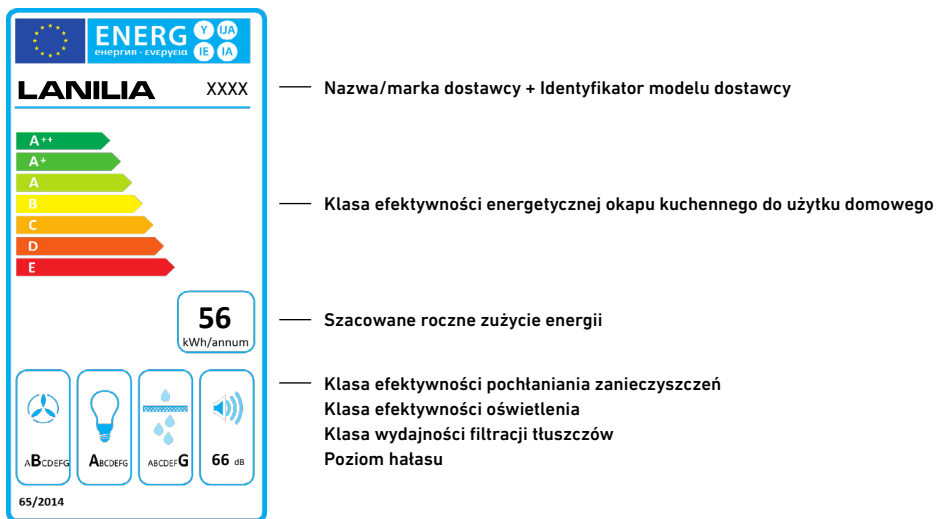 ENERG Y IJA
енергия · ενεργεια IE IA
LANILIA XXXX
Nazwa/marka dostawcy + Identyfikator modelu dostawcy
A++
A+
A
B
Klasa efektywności energetycznej okapu kuchennego do użytku domowego
C
D
E
56
kWh/annum
Szacowane roczne zużycie energii
Klasa efektywności pochłaniania zanieczyszczeń
Klasa efektywności oświetlenia
Klasa wydajności filtracji tłuszczów
Poziom hałasu
ABCDEFG ABCDEFG ABCDEFG 66 dB
65/2014